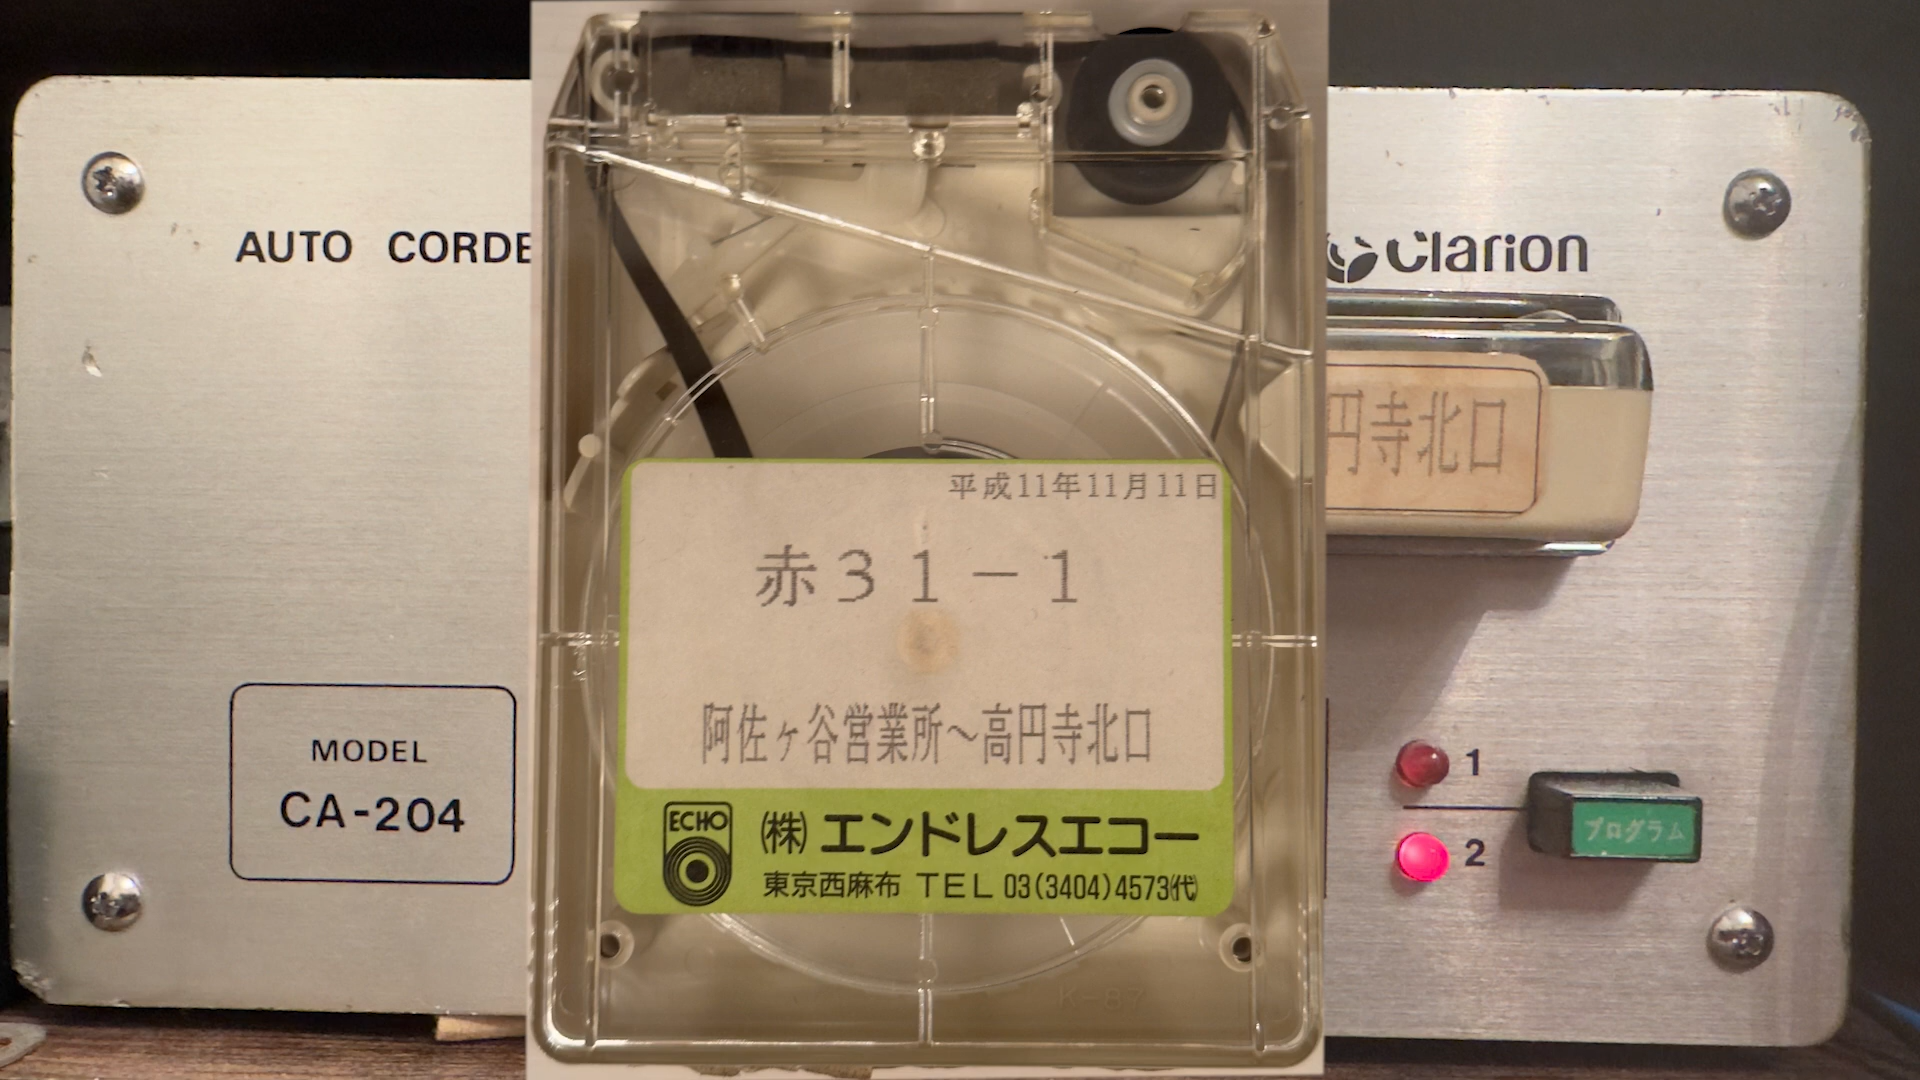 AUTO CORDE
Clarion
円寺北口
平成11年11月11日
赤31-1
阿佐ヶ谷営業所～高円寺北口
ECHO
(株)エンドレスエコー
東京西麻布 TEL 03(3404)4573(代)
K-87
MODEL
CA-204
1
2
プログラム